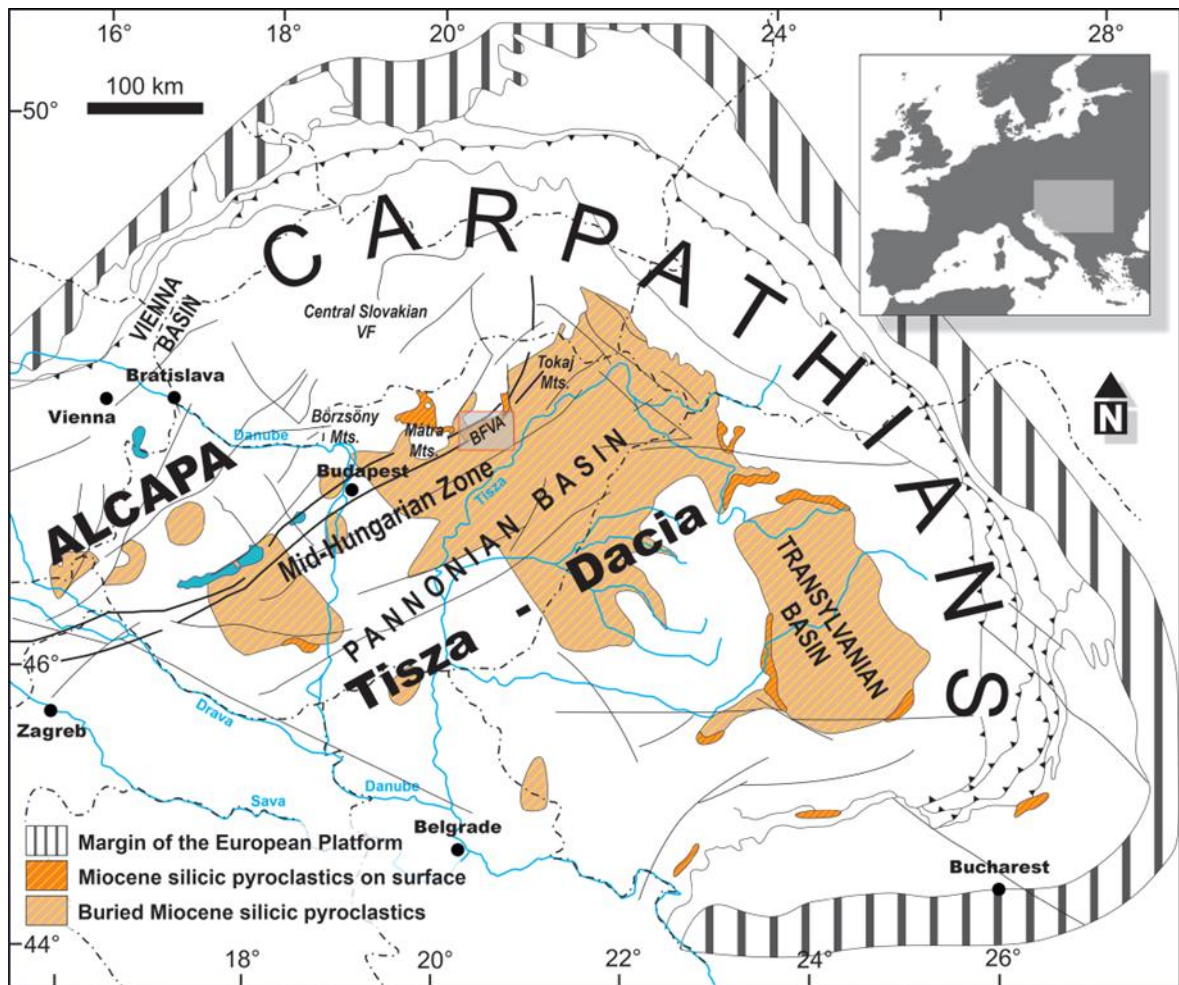 16°
20°
24°
28°
100 km
50°
CARPATHIANS
VIENNA
BASIN
Central Slovakian
VF
Tokaj
Mts.
Bratislava
Vienna
Danube
Börzsöny
Mts.
Mátra
Mts.
BFVA
N
ALCAPA
Budapest
Tisza
Mid-Hungarian Zone
PANNONIAN BASIN
Tisza - Dacia
TRANSYLVANIAN
BASIN
46°
Zagreb
Drava
Danube
Sava
Belgrade
Margin of the European Platform
Miocene silicic pyroclastics on surface
Buried Miocene silicic pyroclastics
Bucharest
44°
18°
20°
22°
24°
26°